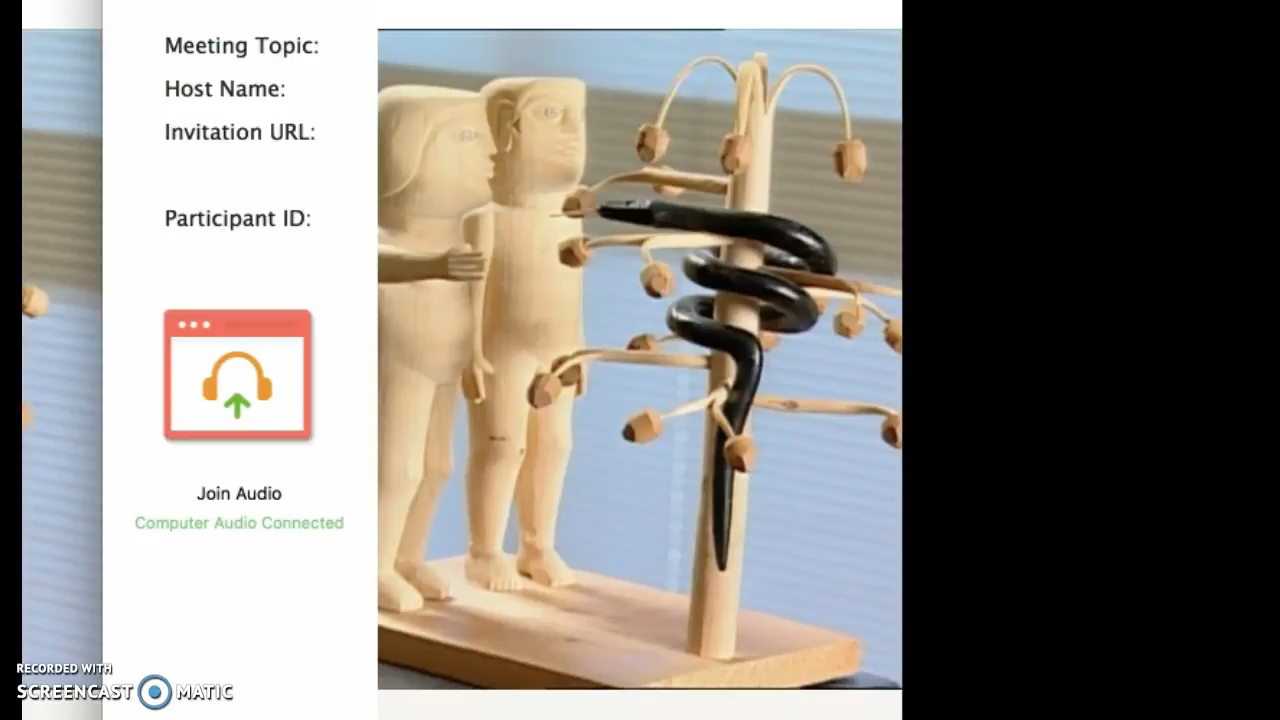 Meeting Topic:
Host Name:
Invitation URL:
Participant ID:
Join Audio
Computer Audio Connected
RECORDED WITH
SCREENCAST MATIC